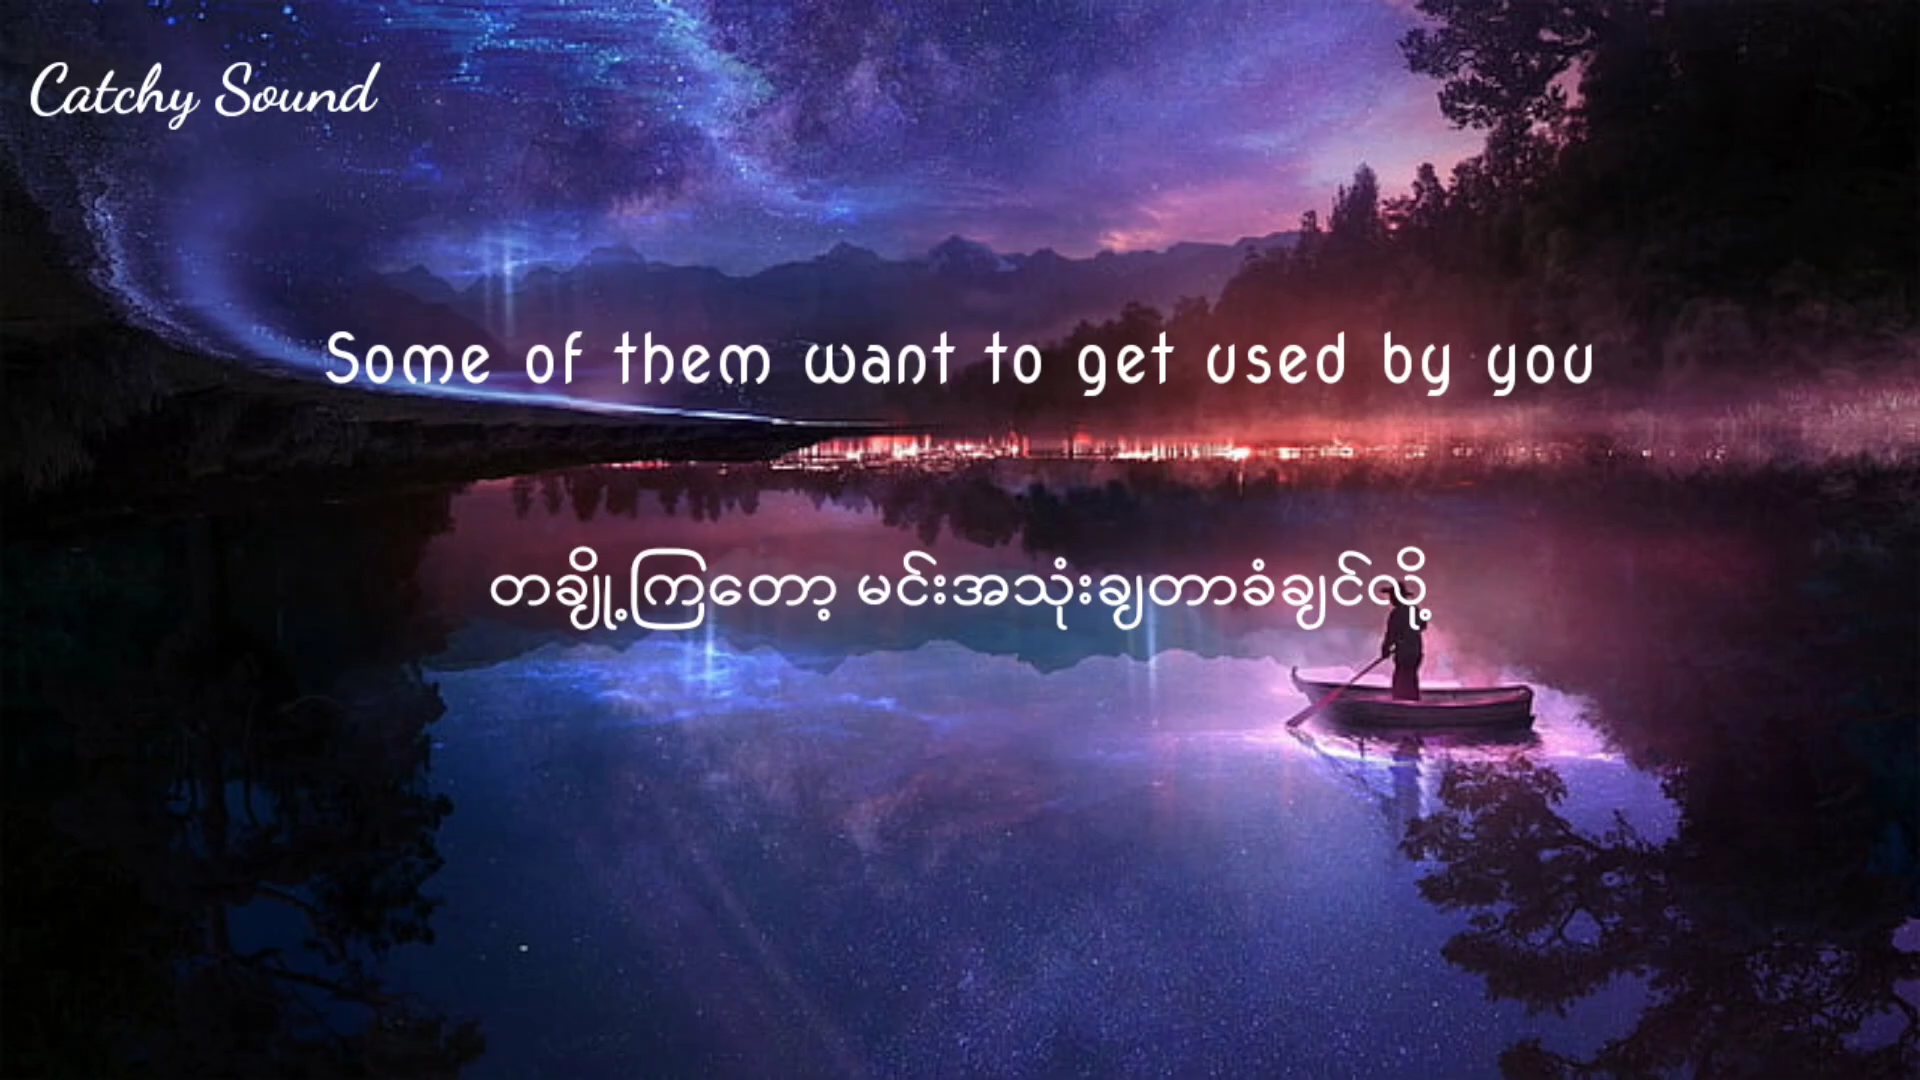 Catchy Sound
Some of them want to get used by you
တချို့ကြတော့ မင်းအသုံးချတာခံချင်လို့